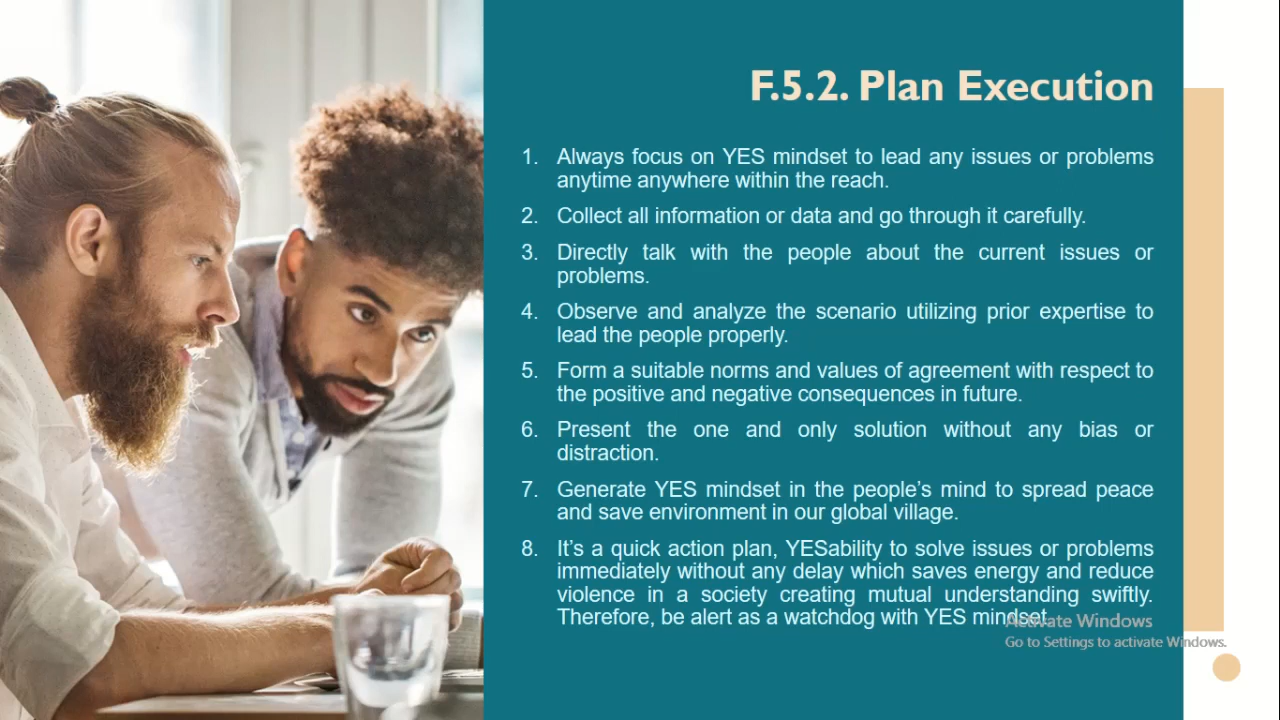 F.5.2. Plan Execution
1. Always focus on YES mindset to lead any issues or problems
anytime anywhere within the reach.
2. Collect all information or data and go through it carefully.
3. Directly talk with the people about the current issues or
problems.
4. Observe and analyze the scenario utilizing prior expertise to
lead the people properly.
5. Form a suitable norms and values of agreement with respect to
the positive and negative consequences in future.
6. Present the one and only solution without any bias or
distraction.
7. Generate YES mindset in the people's mind to spread peace
and save environment in our global village.
8. It's a quick action plan, YESability to solve issues or problems
immediately without any delay which saves energy and reduce
violence in a society creating mutual understanding swiftly.
Therefore, be alert as a watchdog with YES mindset.
Activate Windows
Go to Settings to activate Windows.